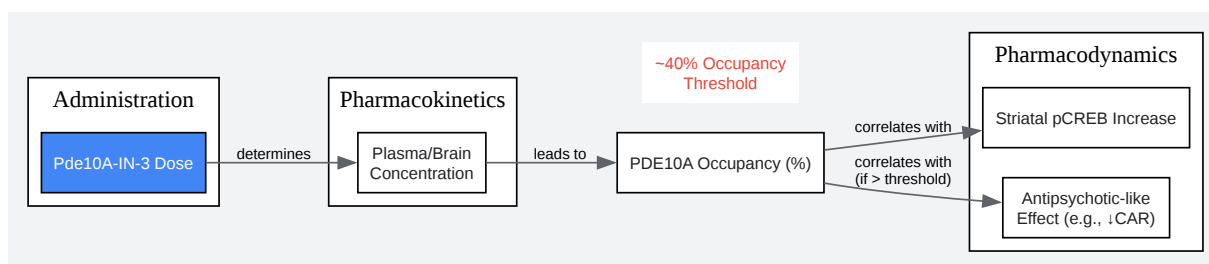 Administration
Pde10A-IN-3 Dose
determines
Pharmacokinetics
Plasma/Brain
Concentration
leads to
~40% Occupancy
Threshold
PDE10A Occupancy (%)
correlates with
correlates with
(if > threshold)
Pharmacodynamics
Striatal pCREB Increase
Antipsychotic-like
Effect (e.g., ↓CAR)